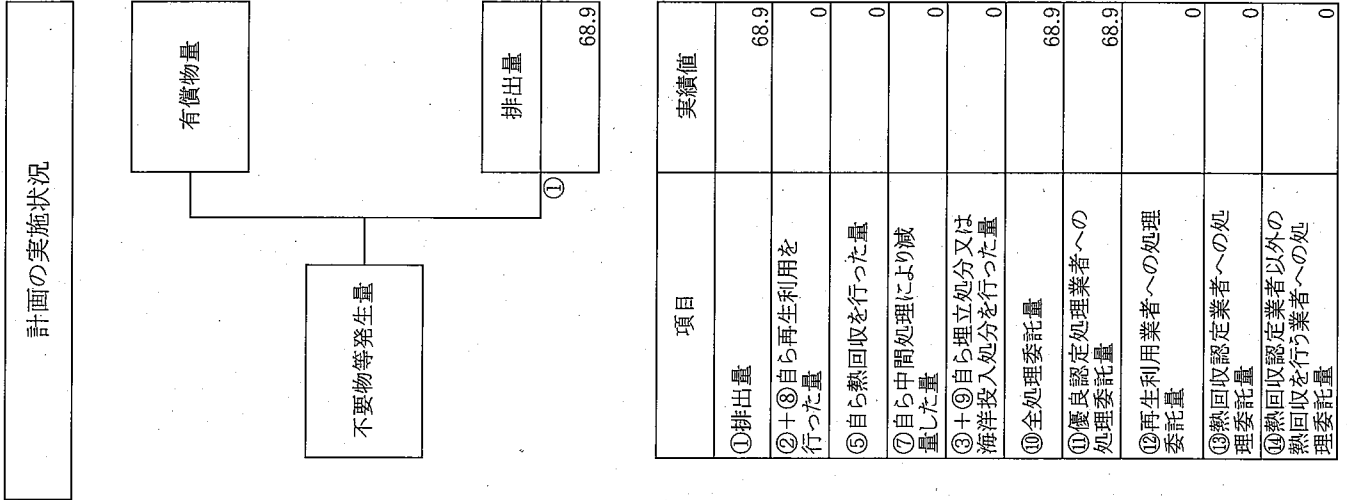 計画の実施状況
有償物量
不要物等発生量
排出量
①
68.9
項目 実績値
①排出量 68.9
②+⑧自ら再生利用を
行った量 0
⑤自ら熱回収を行った量 0
⑦自ら中間処理により減
量した量 0
③+⑨自ら埋立処分又は
海洋投入処分を行った量 0
⑩全処理委託量 68.9
⑪優良認定処理業者への
処理委託量 68.9
⑫再生利用業者への処理
委託量 0
⑬熱回収認定業者への処
理委託量 0
⑭熱回収認定業者以外の
熱回収を行う業者への処
理委託量 0